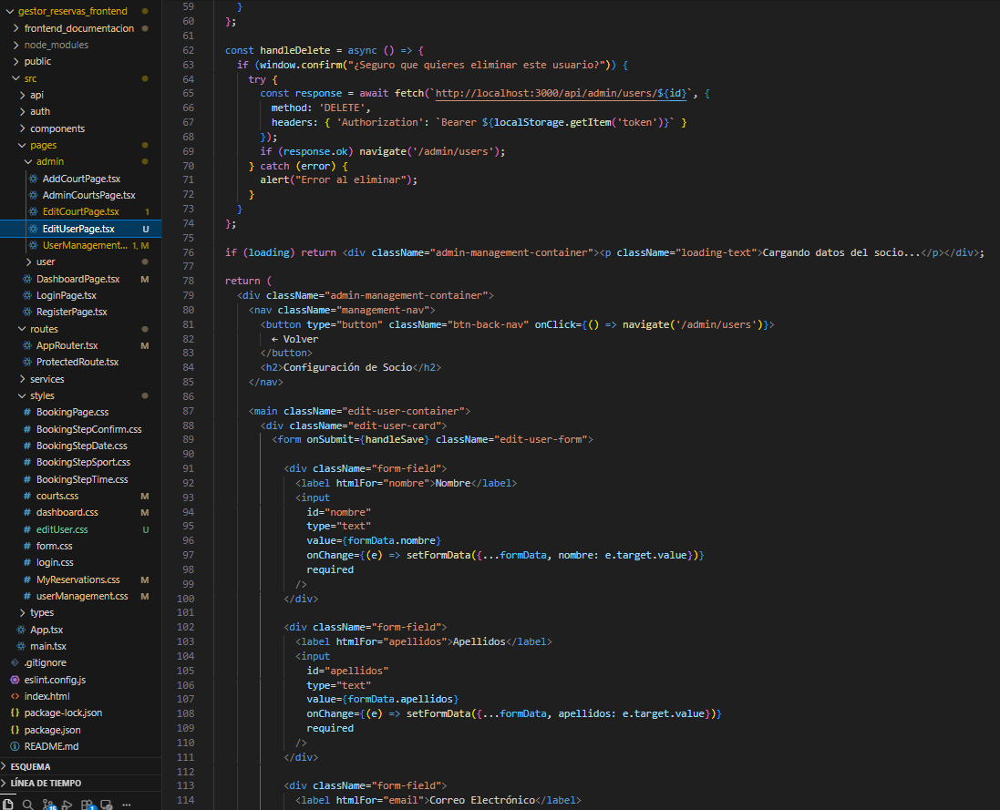 gestor_reservas_frontend
frontend_documentacion
node_modules
public
src
api
auth
components
pages
admin
AddCourtPage.tsx
AdminCourtsPage.tsx
EditCourtPage.tsx 1
EditUserPage.tsx U
UserManagement... 1, M
user
DashboardPage.tsx M
LoginPage.tsx
RegisterPage.tsx
routes
AppRouter.tsx M
ProtectedRoute.tsx
services
styles
BookingPage.css
BookingStepConfirm.css
BookingStepDate.css
BookingStepSport.css
BookingStepTime.css
courts.css M
dashboard.css M
editUser.css U
form.css
login.css
MyReservations.css M
userManagement.css M
types
App.tsx
main.tsx
.gitignore
eslint.config.js
index.html
package-lock.json
package.json
README.md
ESQUEMA
LÍNEA DE TIEMPO
59 }
60 };
61
62 const handleDelete = async () => {
63 if (window.confirm("¿Seguro que quieres eliminar este usuario?")) {
64 try {
65 const response = await fetch(`http://localhost:3000/api/admin/users/${id}`, {
66 method: 'DELETE',
67 headers: { 'Authorization': `Bearer ${localStorage.getItem('token')}` }
68 });
69 if (response.ok) navigate('/admin/users');
70 } catch (error) {
71 alert("Error al eliminar");
72 }
73 }
74 };
75
76 if (loading) return <div className="admin-management-container"><p className="loading-text">Cargando datos del socio...</p></div>;
77
78 return (
79 <div className="admin-management-container">
80 <nav className="management-nav">
81 <button type="button" className="btn-back-nav" onClick={() => navigate('/admin/users')}>
82 ← Volver
83 </button>
84 <h2>Configuración de Socio</h2>
85 </nav>
86
87 <main className="edit-user-container">
88 <div className="edit-user-card">
89 <form onSubmit={handleSave} className="edit-user-form">
90
91 <div className="form-field">
92 <label htmlFor="nombre">Nombre</label>
93 <input
94 id="nombre"
95 type="text"
96 value={formData.nombre}
97 onChange={(e) => setFormData({...formData, nombre: e.target.value})}
98 required
99 />
100 </div>
101
102 <div className="form-field">
103 <label htmlFor="apellidos">Apellidos</label>
104 <input
105 id="apellidos"
106 type="text"
107 value={formData.apellidos}
108 onChange={(e) => setFormData({...formData, apellidos: e.target.value})}
109 required
110 />
111 </div>
112
113 <div className="form-field">
114 <label htmlFor="email">Correo Electrónico</label>